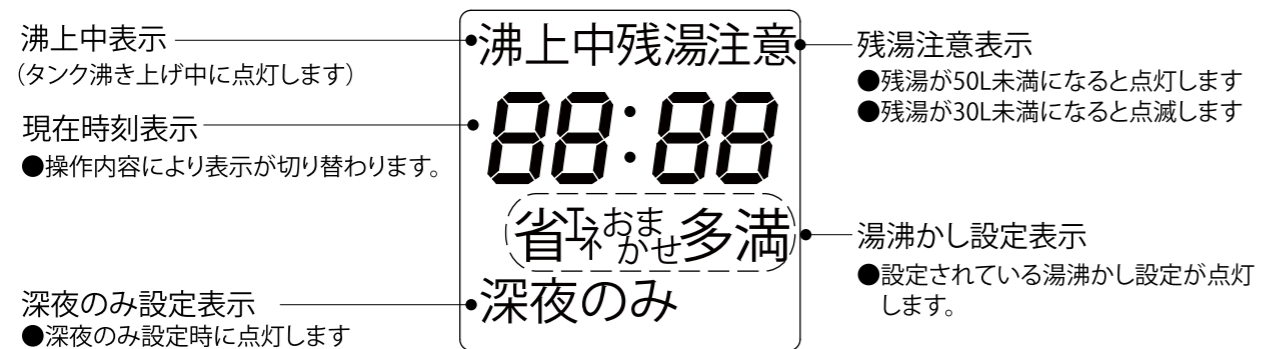 沸上中表示
（タンク沸き上げ中に点灯します）
現在時刻表示
●操作内容により表示が切り替わります。
深夜のみ設定表示
●深夜のみ設定時に点灯します
沸上中残湯注意
88:88
省エネおまかせ多満
深夜のみ
残湯注意表示
●残湯が50L未満になると点灯します
●残湯が30L未満になると点滅します
湯沸かし設定表示
●設定されている湯沸かし設定が点灯
します。